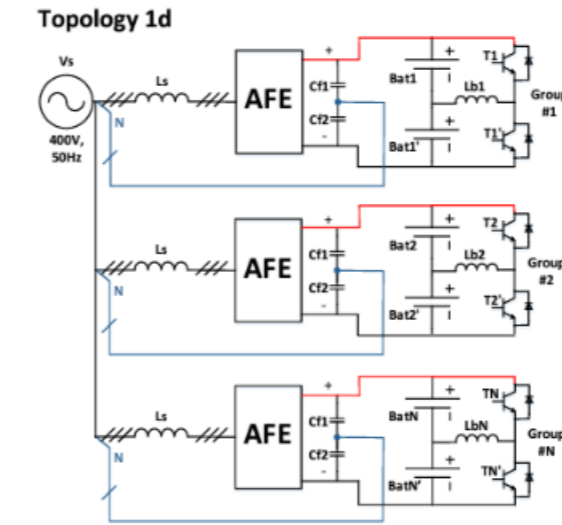 Topology 1d
Vs
400V,
50Hz
N
Ls
AFE
+
Cf1
Cf2
-
Bat1
+
Bat1'
+
Lb1
T1
T1'
Group
#1
N
Ls
AFE
+
Cf1
Cf2
-
Bat2
+
Bat2'
+
Lb2
T2
T2'
Group
#2
N
Ls
AFE
+
Cf1
Cf2
-
BatN
+
BatN'
+
LbN
TN
TN'
Group
#N